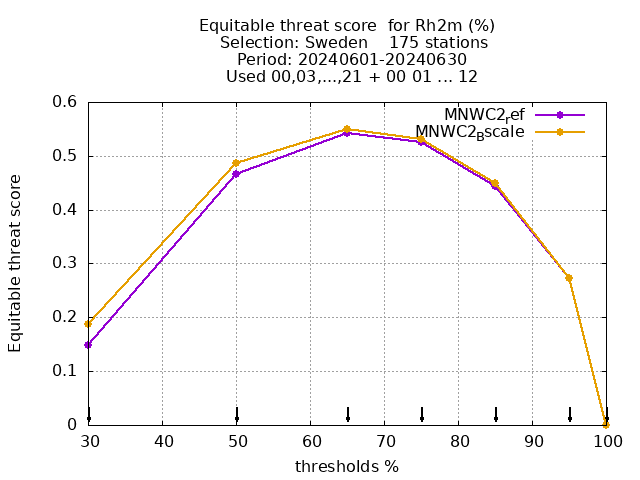 Equitable threat score  for Rh2m (%)
Selection: Sweden    175 stations
Period: 20240601-20240630
Used 00,03,...,21 + 00 01 ... 12
MNWC2_ref
MNWC2_Bscale
Equitable threat score
0.6
0.5
0.4
0.3
0.2
0.1
0
30 40 50 60 70 80 90 100
thresholds %